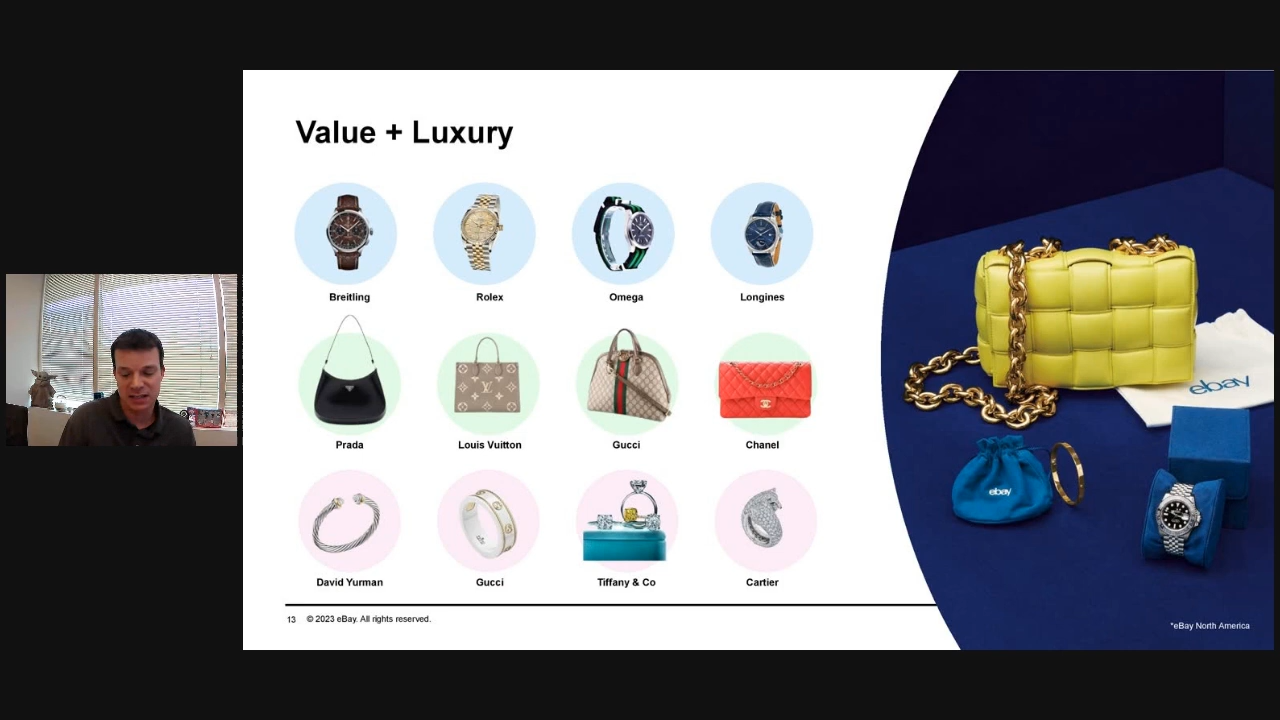 Value + Luxury
Breitling
Rolex
Omega
Longines
Prada
Louis Vuitton
Gucci
Chanel
David Yurman
Gucci
Tiffany & Co
Cartier
13 © 2023 eBay. All rights reserved.
ebay
ebay
*eBay North America